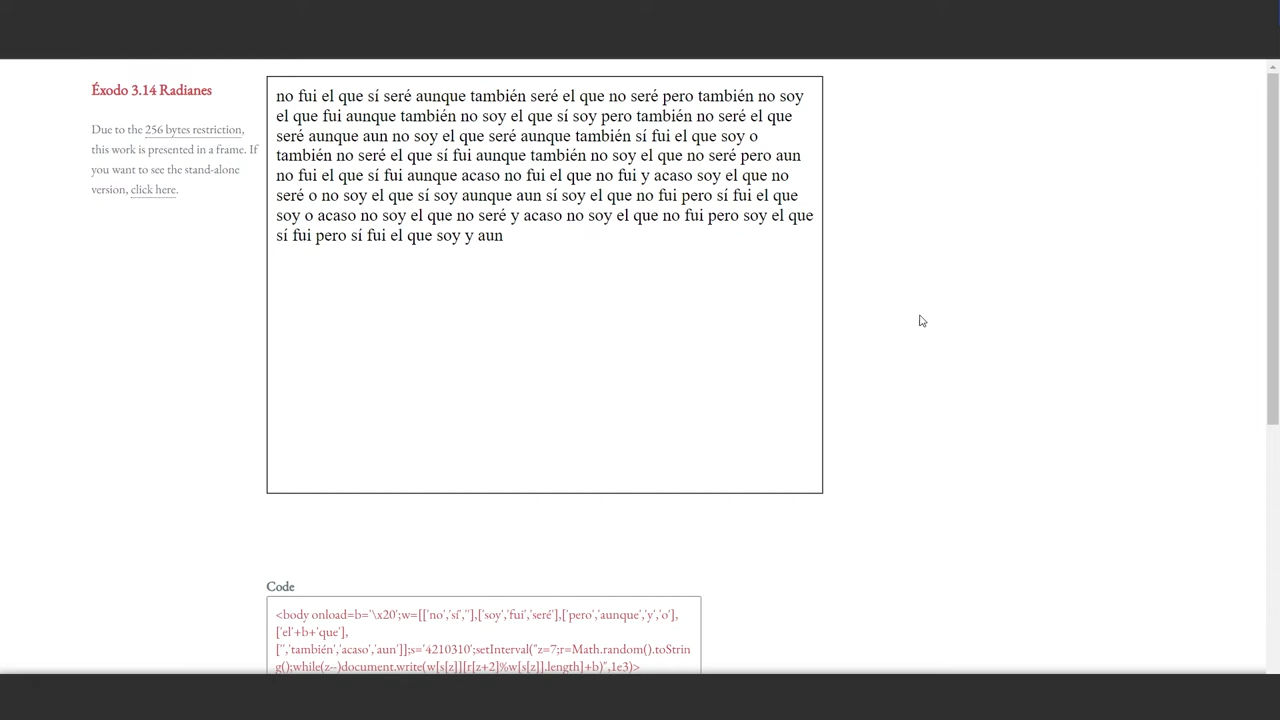 Éxodo 3.14 Radianes
Due to the 256 bytes restriction,
this work is presented in a frame. If
you want to see the stand-alone
version, click here.
no fui el que sí seré aunque también seré el que no seré pero también no soy
el que fui aunque también no soy el que sí soy pero también no seré el que
seré aunque aun no soy el que seré aunque también sí fui el que soy o
también no seré el que sí fui aunque también no soy el que no seré pero aun
no fui el que sí fui aunque acaso no fui el que no fui y acaso soy el que no
seré o no soy el que sí soy aunque aun sí soy el que no fui pero sí fui el que
soy o acaso no soy el que no seré y acaso no soy el que no fui pero soy el que
sí fui pero sí fui el que soy y aun
Code
<body onload=b='\x20';w=[['no','sí',''],['soy','fui','seré'],['pero','aunque','y','o'],
['el'+b+'que'],
['','también','acaso','aun']];s='4210310';setInterval("z=7;r=Math.random().toStrin
g();while(z--)document.write(w[s[z]][r[z+2]%w[s[z]].length]+b)",1e3)>